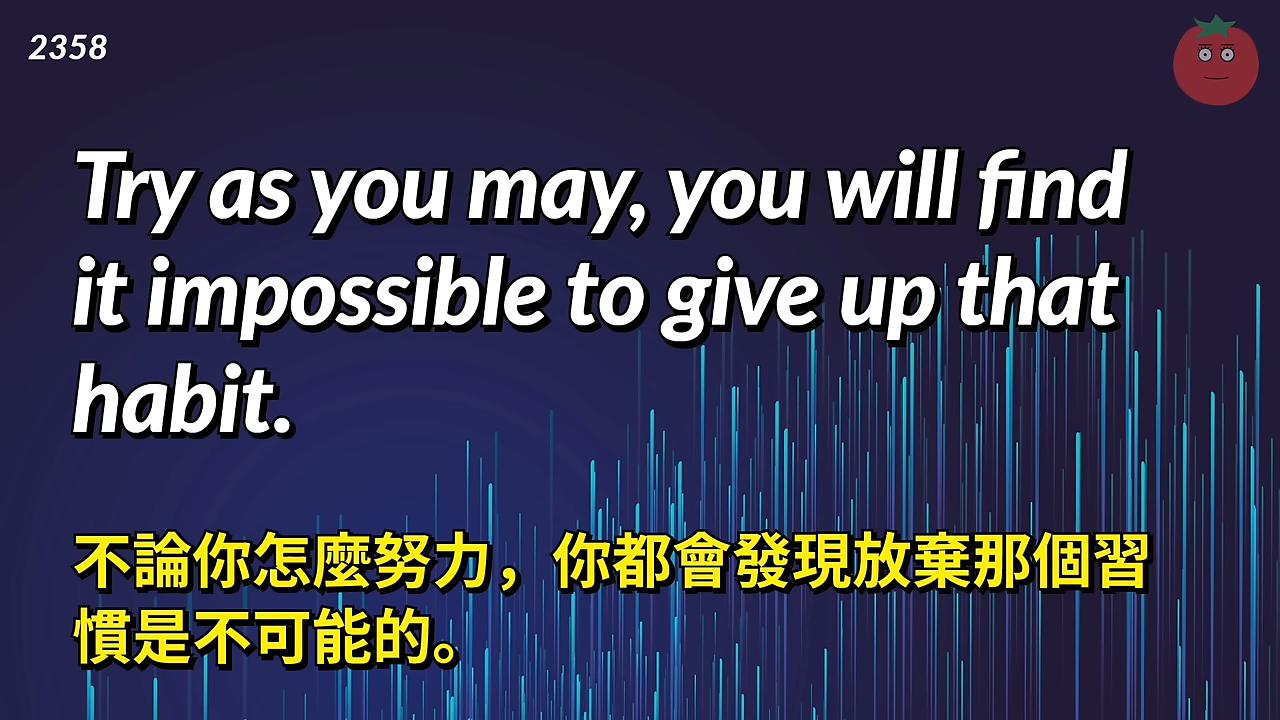 2358
Try as you may, you will find
it impossible to give up that
habit.
不論你怎麼努力，你都會發現放棄那個習
慣是不可能的。